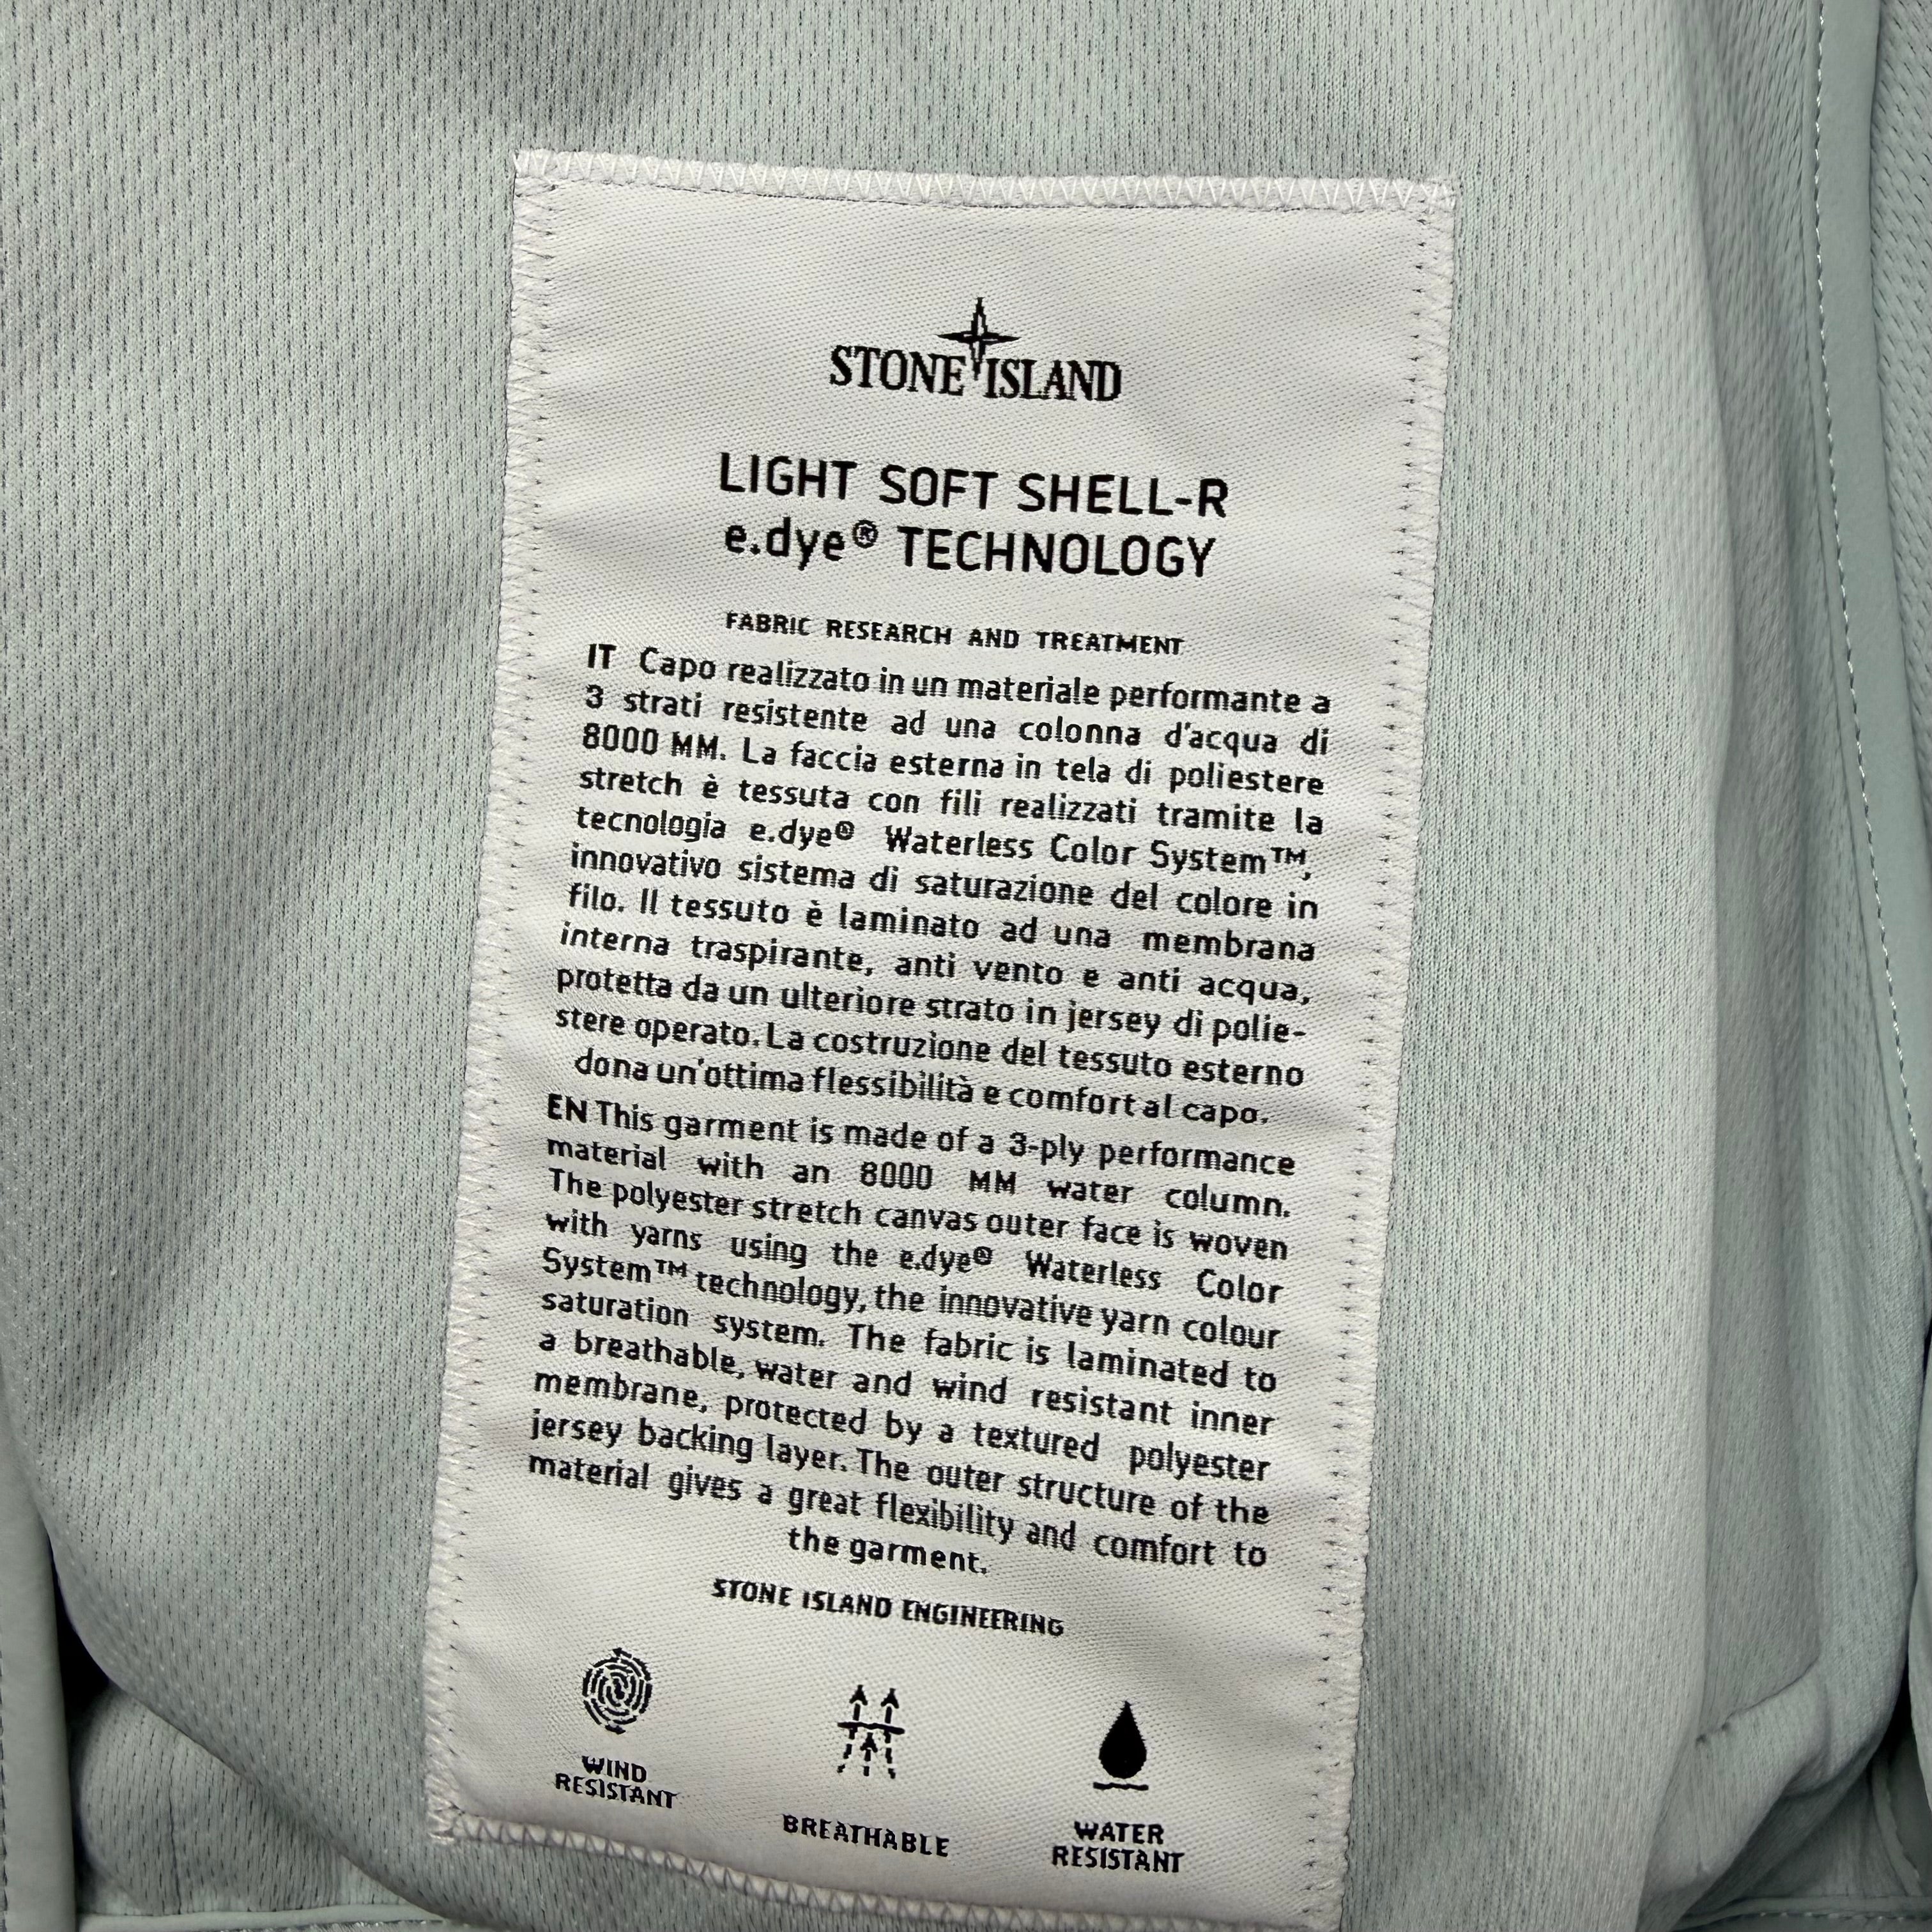 STONE ISLAND
LIGHT SOFT SHELL-R
e.dye® TECHNOLOGY
FABRIC RESEARCH AND TREATMENT
IT Capo realizzato in un materiale performante a
3 strati resistente ad una colonna d'acqua di
8000 MM. La faccia esterna in tela di poliestere
stretch è tessuta con fili realizzati tramite la
tecnologia e.dye® Waterless Color System™,
innovativo sistema di saturazione del colore in
filo. Il tessuto è laminato ad una membrana
interna traspirante, anti vento e anti acqua,
protetta da un ulteriore strato in jersey di polie-
stere operato. La costruzione del tessuto esterno
dona un'ottima flessibilità e comfort al capo.
EN This garment is made of a 3-ply performance
material with an 8000 MM water column.
The polyester stretch canvas outer face is woven
with yarns using the e.dye® Waterless Color
System™ technology, the innovative yarn colour
saturation system. The fabric is laminated to
a breathable, water and wind resistant inner
membrane, protected by a textured polyester
jersey backing layer. The outer structure of the
material gives a great flexibility and comfort to
the garment.
STONE ISLAND ENGINEERING
WIND
RESISTANT
BREATHABLE
WATER
RESISTANT